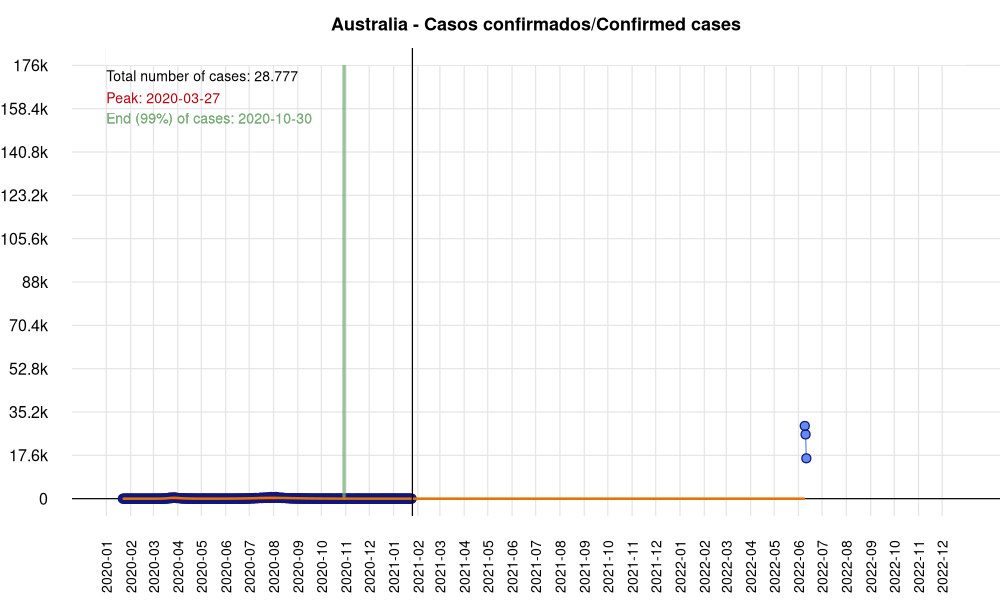 Australia - Casos confirmados/Confirmed cases
176k
Total number of cases: 28.777
Peak: 2020-03-27
158.4k
End (99%) of cases: 2020-10-30
140.8k
123.2k
105.6k
88k
70.4k
52.8k
35.2k
17.6k
0
2020-01
2020-02
2020-03
2020-04
2020-05
2020-06
2020-07
2020-08
2020-09
2020-10
2020-11
2020-12
2021-01
2021-02
2021-03
2021-04
2021-05
2021-06
2021-07
2021-08
2021-09
2021-10
2021-11
2021-12
2022-01
2022-02
2022-03
2022-04
2022-05
2022-06
2022-07
2022-08
2022-09
2022-10
2022-11
2022-12